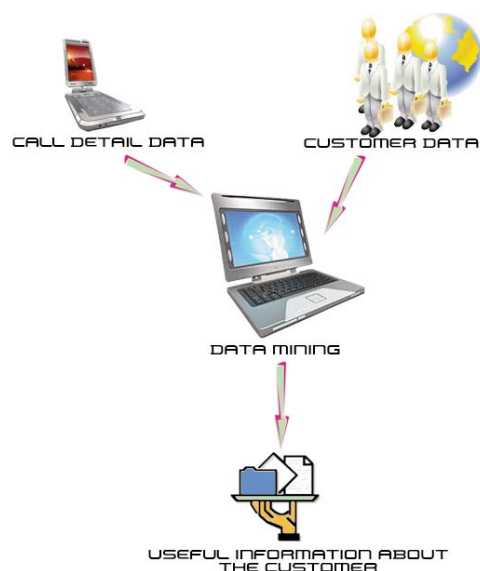 CALL DETAIL DATA
CUSTOMER DATA
DATA MINING
USEFUL INFORMATION ABOUT
THE CUSTOMER